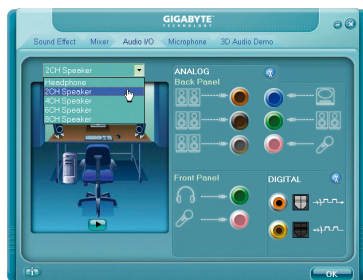 GIGABYTE
TECHNOLOGY
Sound Effect Mixer Audio I/O Microphone 3D Audio Demo
2CH Speaker
Headphone
2CH Speaker
4CH Speaker
6CH Speaker
8CH Speaker
ANALOG
Back Panel
Front Panel
DIGITAL
OK